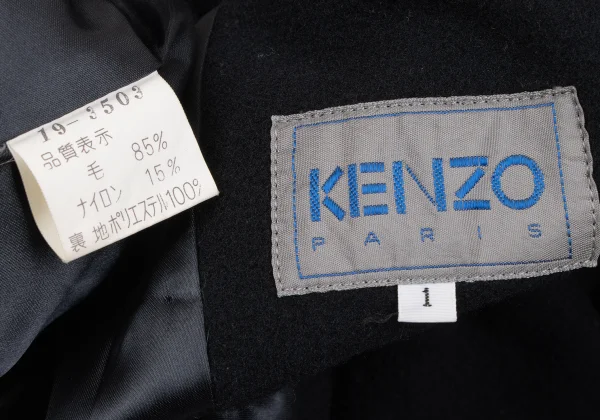 19-3503
品質表示
毛 85%
ナイロン 15%
裏地ポリエステル100%
KENZO
PARIS
1